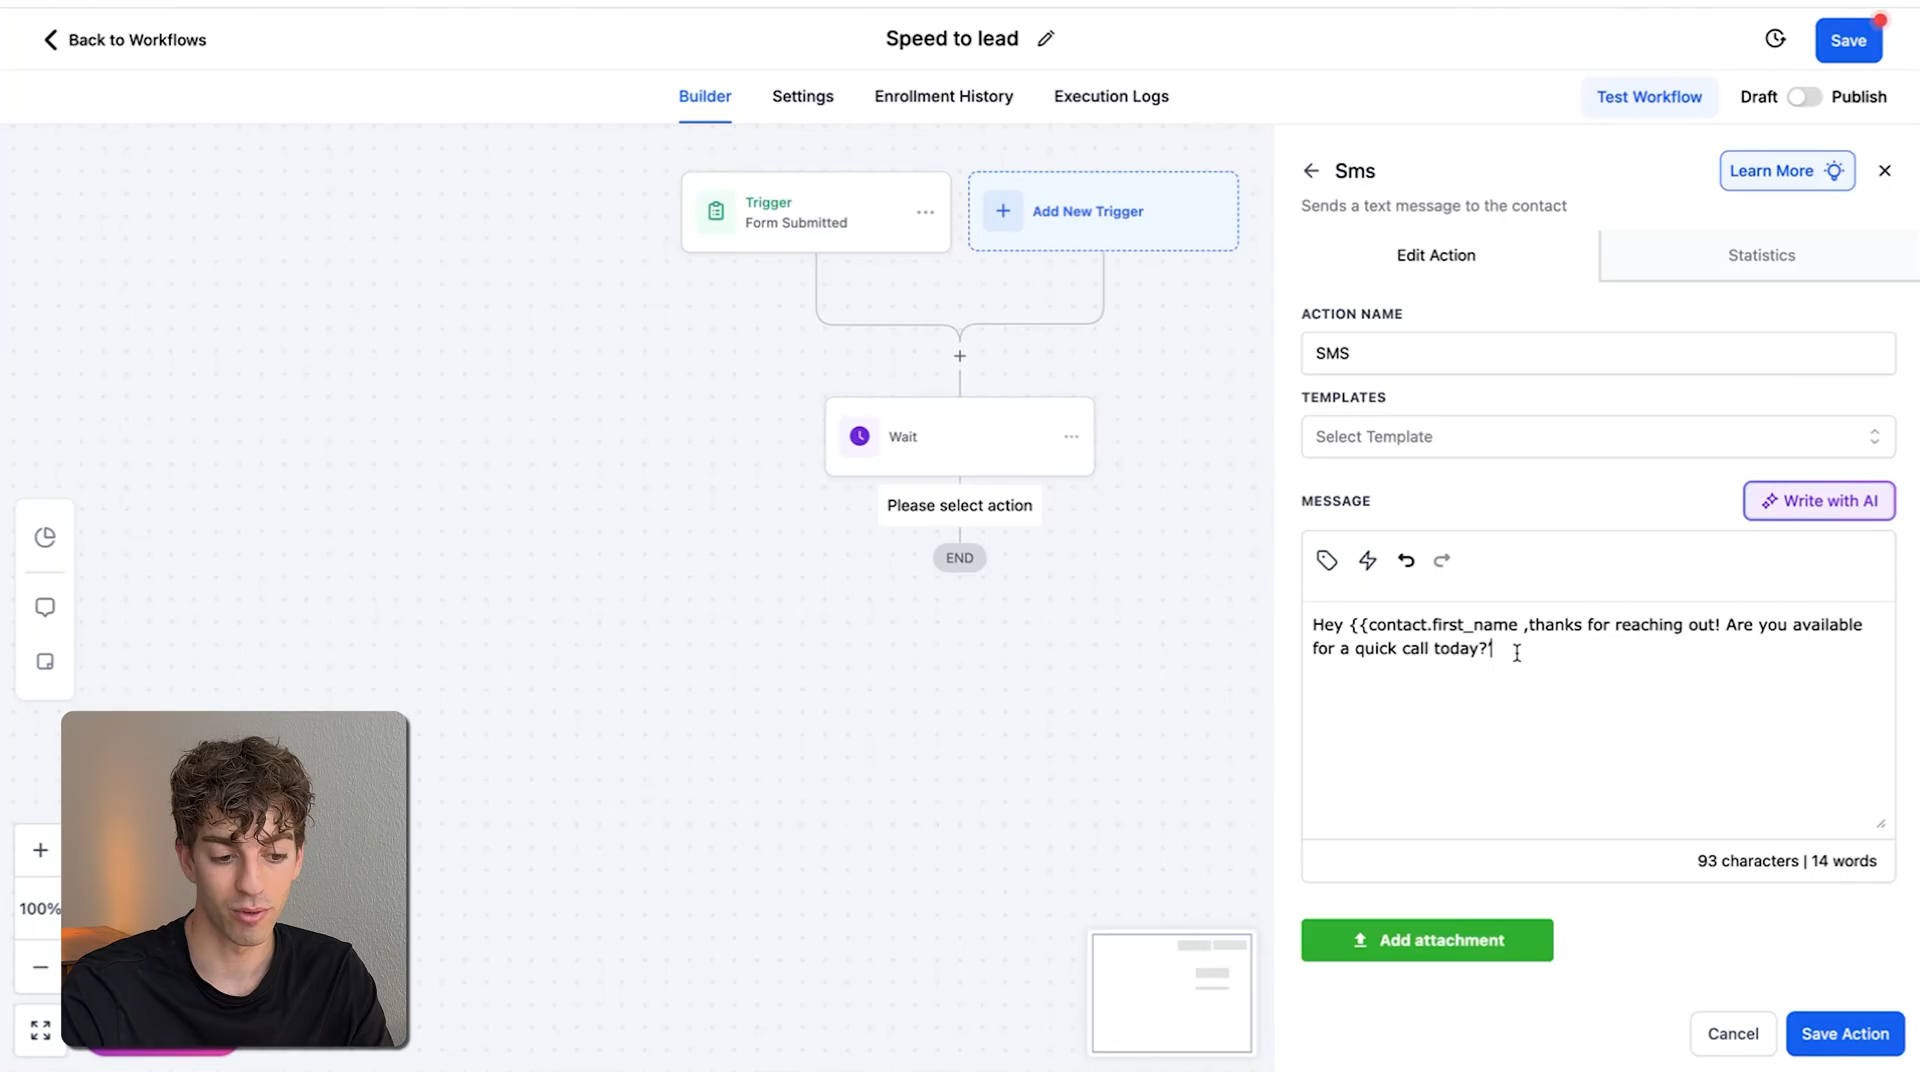 Back to Workflows
Speed to lead
Save
Builder
Settings
Enrollment History
Execution Logs
Test Workflow
Draft
Publish
Trigger
Form Submitted
Add New Trigger
Wait
Please select action
END
100%
Sms
Learn More
Sends a text message to the contact
Edit Action
Statistics
ACTION NAME
SMS
TEMPLATES
Select Template
MESSAGE
Write with AI
Hey {{contact.first_name ,thanks for reaching out! Are you available
for a quick call today?'
93 characters | 14 words
Add attachment
Cancel
Save Action